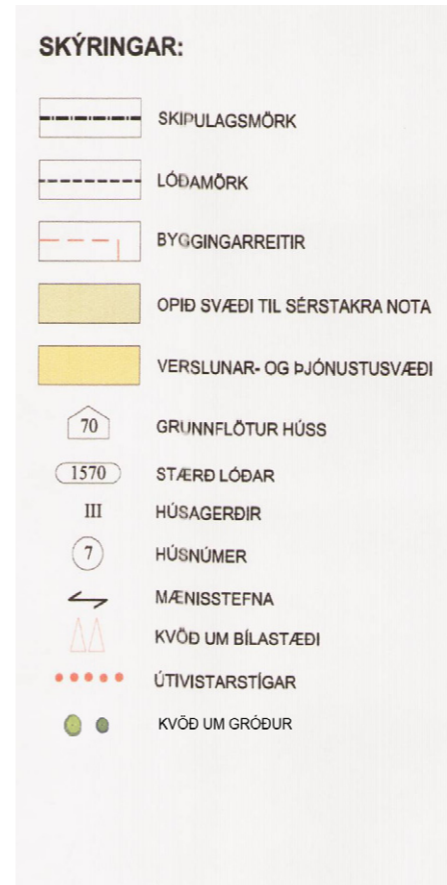 SKÝRINGAR:
SKIPULAGSMÖRK
LÓÐAMÖRK
BYGGINGARREITIR
OPIÐ SVÆÐI TIL SÉRSTAKRA NOTA
VERSLUNAR- OG ÞJÓNUSTUSVÆÐI
70 GRUNNFLÖTUR HÚSS
1570 STÆRÐ LÓÐAR
III HÚSAGERÐIR
7 HÚSNÚMER
MÆNISSTEFNA
KVÖÐ UM BÍLASTÆÐI
ÚTIVISTARSTÍGAR
KVÖÐ UM GRÓÐUR